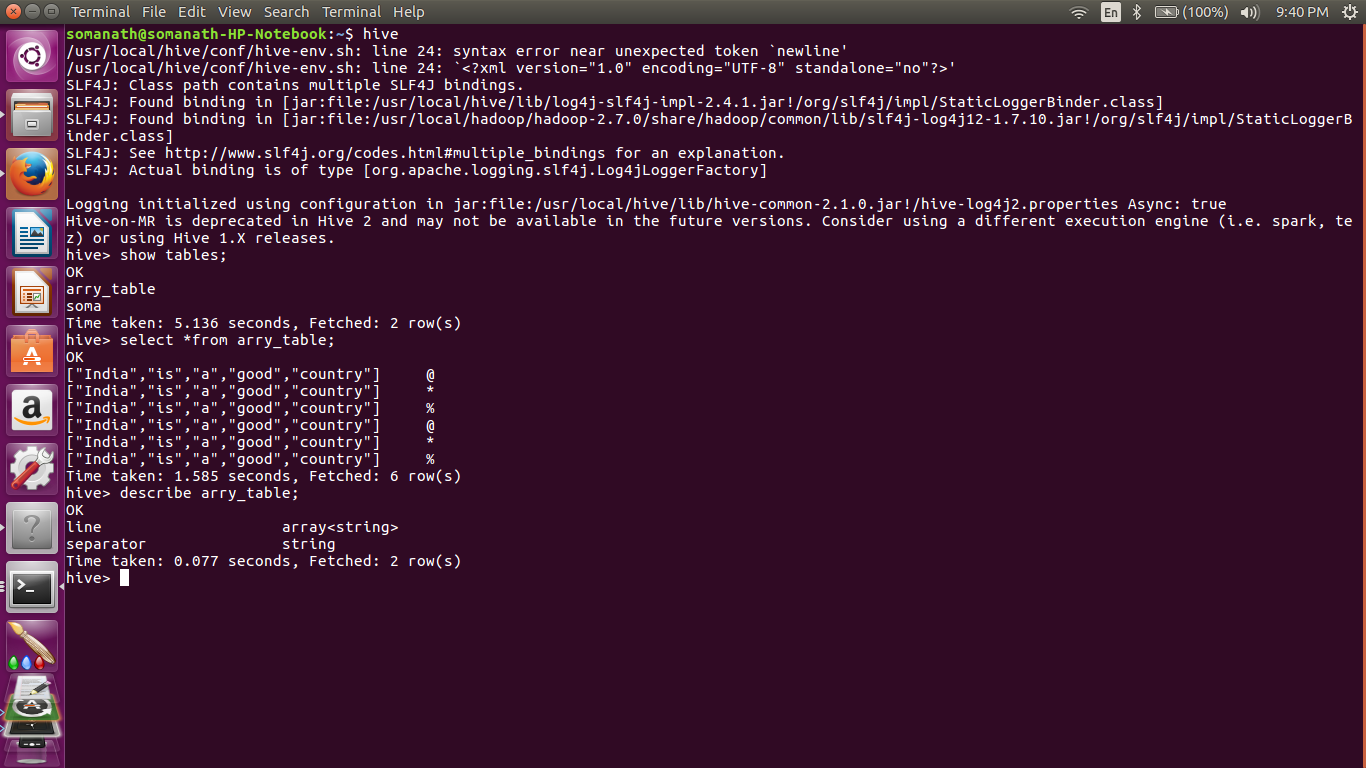 Terminal File Edit View Search Terminal Help En (100%) 9:40 PM
somanath@somanath-HP-Notebook:~$ hive
/usr/local/hive/conf/hive-env.sh: line 24: syntax error near unexpected token `newline'
/usr/local/hive/conf/hive-env.sh: line 24: `<?xml version="1.0" encoding="UTF-8" standalone="no"?>'
SLF4J: Class path contains multiple SLF4J bindings.
SLF4J: Found binding in [jar:file:/usr/local/hive/lib/log4j-slf4j-impl-2.4.1.jar!/org/slf4j/impl/StaticLoggerBinder.class]
SLF4J: Found binding in [jar:file:/usr/local/hadoop/hadoop-2.7.0/share/hadoop/common/lib/slf4j-log4j12-1.7.10.jar!/org/slf4j/impl/StaticLoggerB
inder.class]
SLF4J: See http://www.slf4j.org/codes.html#multiple_bindings for an explanation.
SLF4J: Actual binding is of type [org.apache.logging.slf4j.Log4jLoggerFactory]
Logging initialized using configuration in jar:file:/usr/local/hive/lib/hive-common-2.1.0.jar!/hive-log4j2.properties Async: true
Hive-on-MR is deprecated in Hive 2 and may not be available in the future versions. Consider using a different execution engine (i.e. spark, te
z) or using Hive 1.X releases.
hive> show tables;
OK
arry_table
soma
Time taken: 5.136 seconds, Fetched: 2 row(s)
hive> select *from arry_table;
OK
["India","is","a","good","country"] @
["India","is","a","good","country"] *
["India","is","a","good","country"] %
["India","is","a","good","country"] @
["India","is","a","good","country"] *
["India","is","a","good","country"] %
Time taken: 1.585 seconds, Fetched: 6 row(s)
hive> describe arry_table;
OK
line array<string>
separator string
Time taken: 0.077 seconds, Fetched: 2 row(s)
hive>